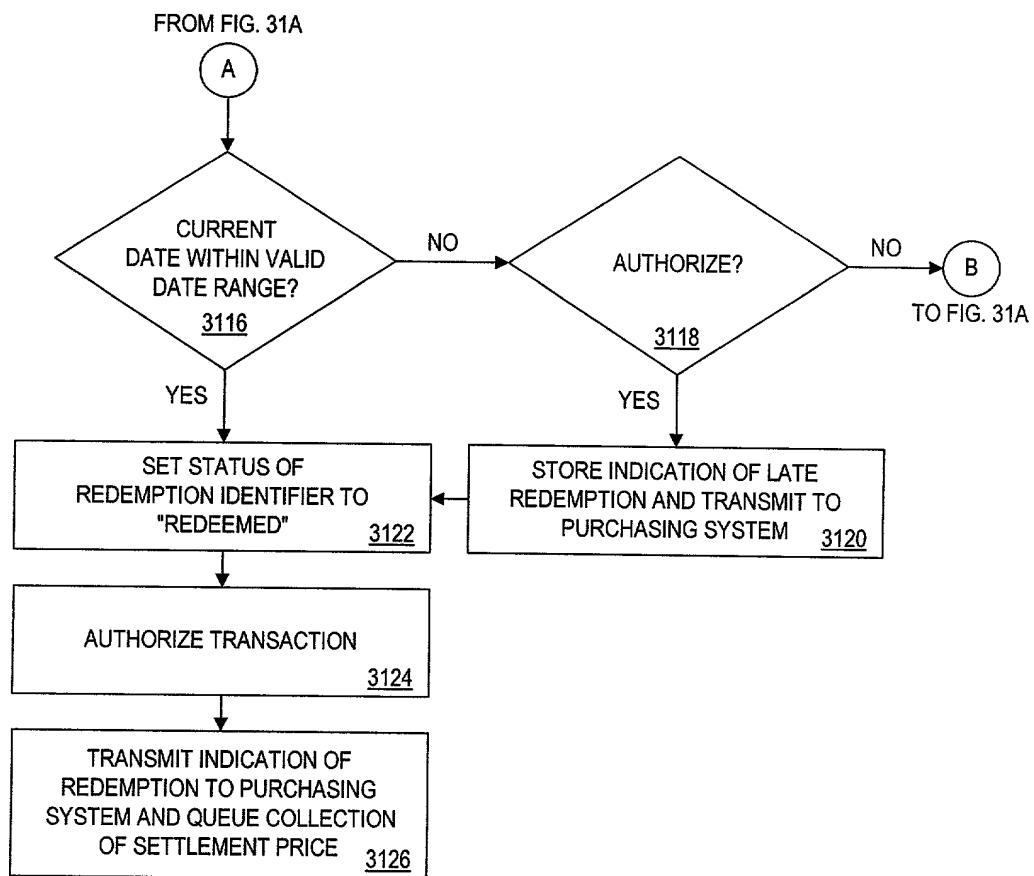 FROM FIG. 31A
A
CURRENT
DATE WITHIN VALID
DATE RANGE?
3116
NO
AUTHORIZE?
3118
NO
B
TO FIG. 31A
YES
YES
SET STATUS OF
REDEMPTION IDENTIFIER TO
"REDEEMED"
3122
STORE INDICATION OF LATE
REDEMPTION AND TRANSMIT TO
PURCHASING SYSTEM
3120
AUTHORIZE TRANSACTION
3124
TRANSMIT INDICATION OF
REDEMPTION TO PURCHASING
SYSTEM AND QUEUE COLLECTION
OF SETTLEMENT PRICE
3126